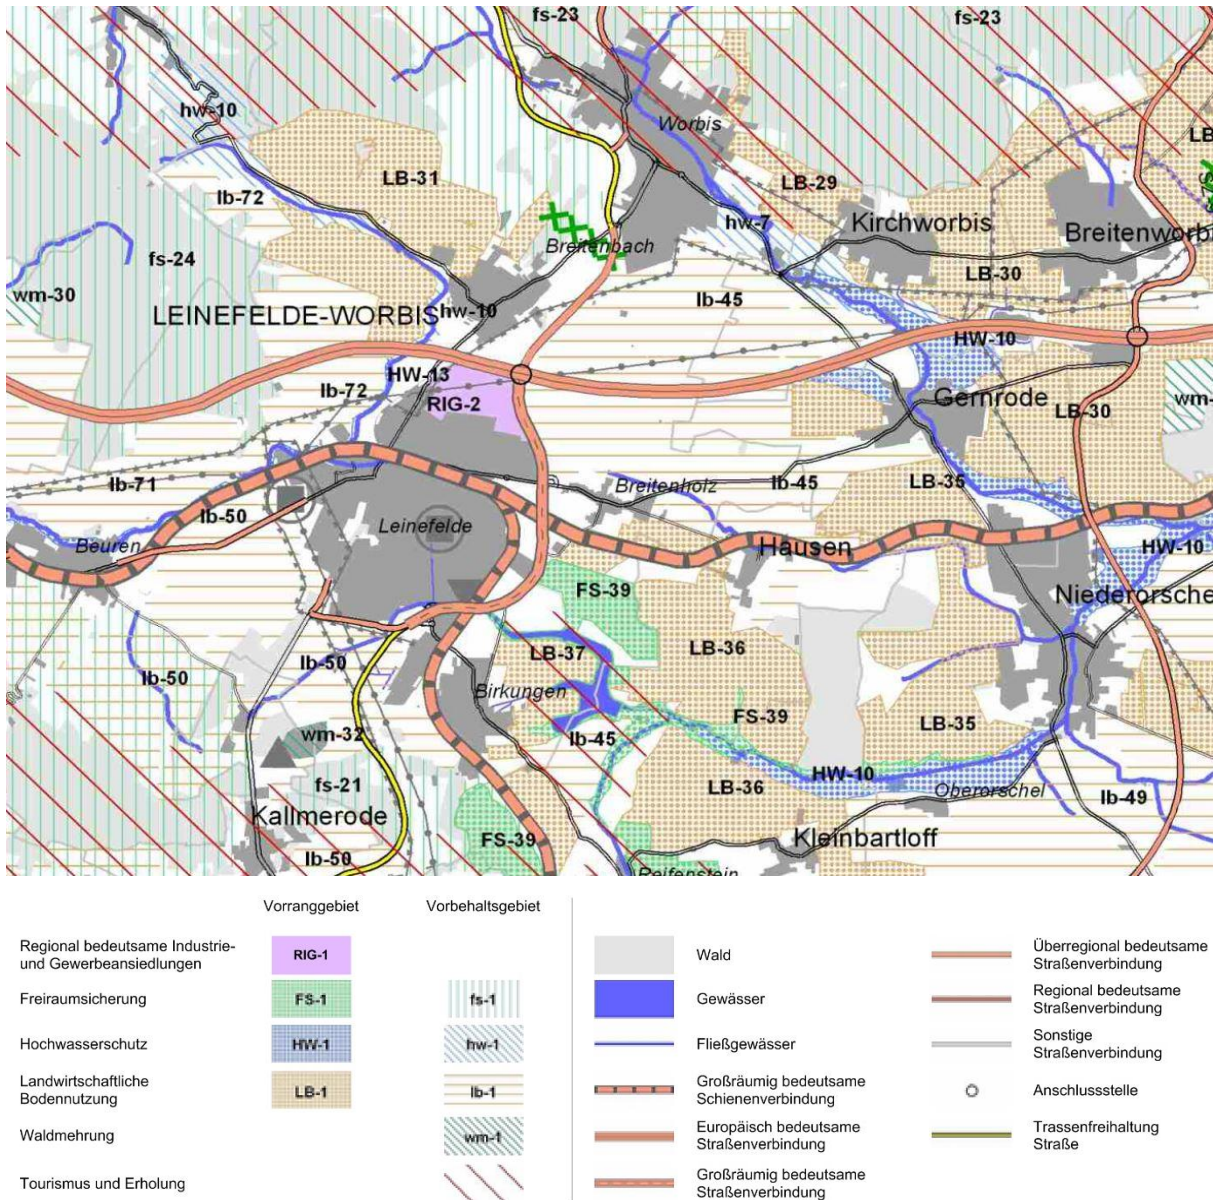 fs-23
fs-23
hw-10
Worbis
LB-31
LB-29
LB
lb-72
hw-7
Kirchworbis
Breitenbach
Breitenworbi
fs-24
LB-30
wm-30
lb-45
LEINEFELDE-WORBIS
hw-10
HW-10
HW-13
lb-72
RIG-2
Gernrode
LB-30
wm-
lb-71
Breitenholz
lb-45
LB-35
lb-50
Leinefelde
Beuren
Hausen
HW-10
FS-39
Niederorsche
LB-37
LB-36
lb-50
lb-50
Birkungen
FS-39
LB-35
wm-32
lb-45
HW-10
fs-21
LB-36
Oberorschel
lb-49
Kallmerode
FS-39
Kleinbartloff
lb-50
Reifenstein
Vorranggebiet
Vorbehaltsgebiet
Regional bedeutsame Industrie-
und Gewerbeansiedlungen
RIG-1
Freiraumsicherung
FS-1
fs-1
Hochwasserschutz
HW-1
hw-1
Landwirtschaftliche
Bodennutzung
LB-1
lb-1
Waldmehrung
wm-1
Tourismus und Erholung
Wald
Gewässer
Fließgewässer
Großräumig bedeutsame
Schienenverbindung
Europäisch bedeutsame
Straßenverbindung
Großräumig bedeutsame
Straßenverbindung
Überregional bedeutsame
Straßenverbindung
Regional bedeutsame
Straßenverbindung
Sonstige
Straßenverbindung
Anschlussstelle
Trassenfreihaltung
Straße